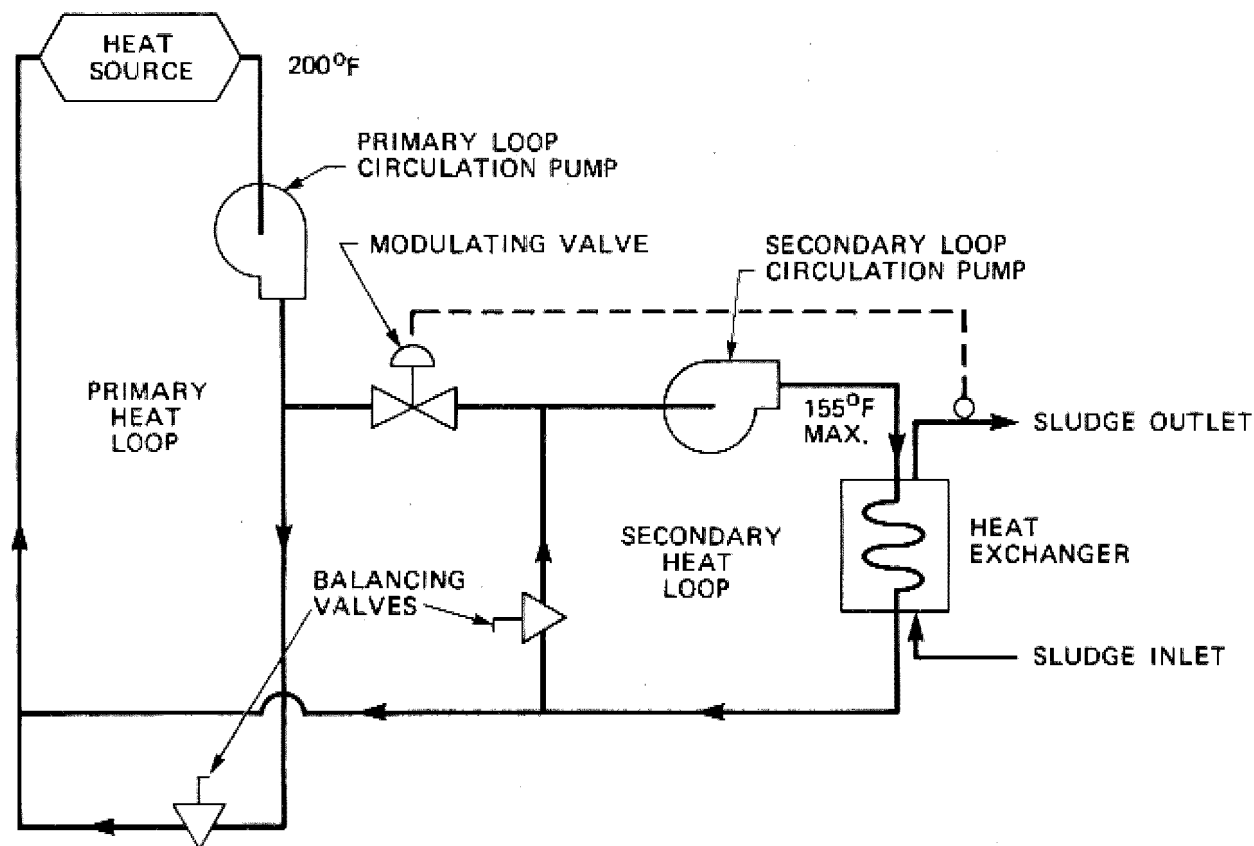 HEAT
SOURCE
200°F
PRIMARY LOOP
CIRCULATION PUMP
MODULATING VALVE
SECONDARY LOOP
CIRCULATION PUMP
PRIMARY
HEAT
LOOP
155°F
MAX.
SLUDGE OUTLET
SECONDARY
HEAT
LOOP
HEAT
EXCHANGER
BALANCING
VALVES
SLUDGE INLET